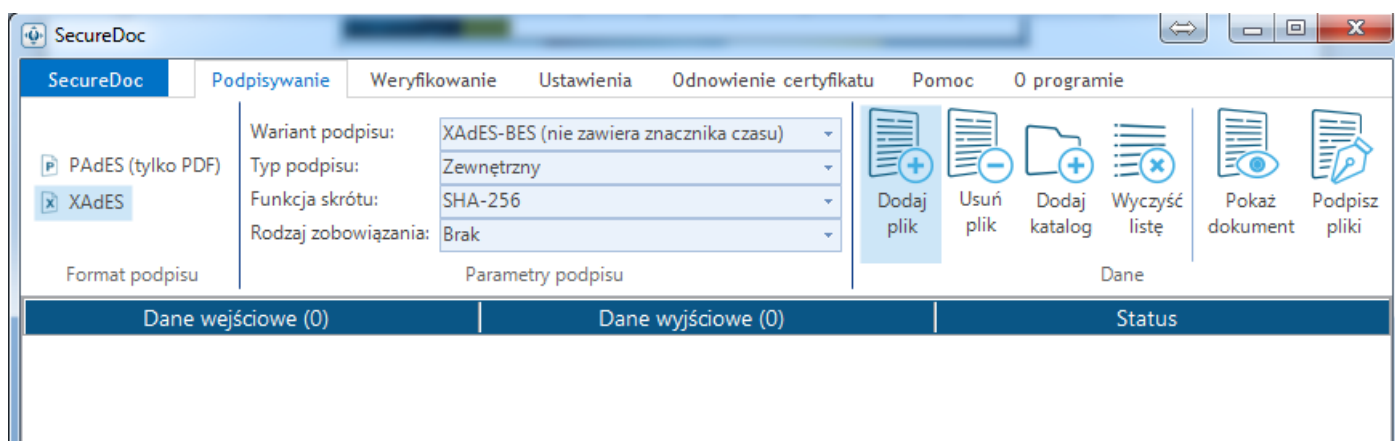 SecureDoc
SecureDoc Podpisywanie Weryfikowanie Ustawienia Odnowienie certyfikatu Pomoc O programie
PAdES (tylko PDF)
XAdES
Format podpisu
Wariant podpisu: XAdES-BES (nie zawiera znacznika czasu)
Typ podpisu: Zewnętrzny
Funkcja skrótu: SHA-256
Rodzaj zobowiązania: Brak
Parametry podpisu
Dodaj plik
Usuń plik
Dodaj katalog
Wyczyść listę
Pokaż dokument
Podpisz pliki
Dane
Dane wejściowe (0) Dane wyjściowe (0) Status